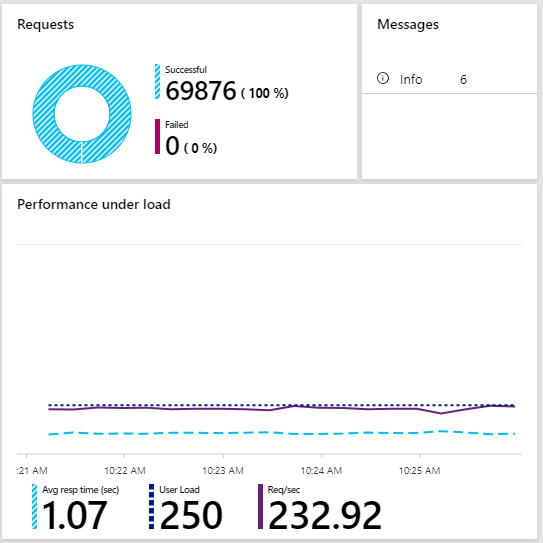 Requests
Messages
Successful
69876 ( 100 %)
Failed
0 ( 0 %)
Info 6
Performance under load
:21 AM 10:22 AM 10:23 AM 10:24 AM 10:25 AM
Avg resp time (sec) User Load Req/sec
1.07 250 232.92